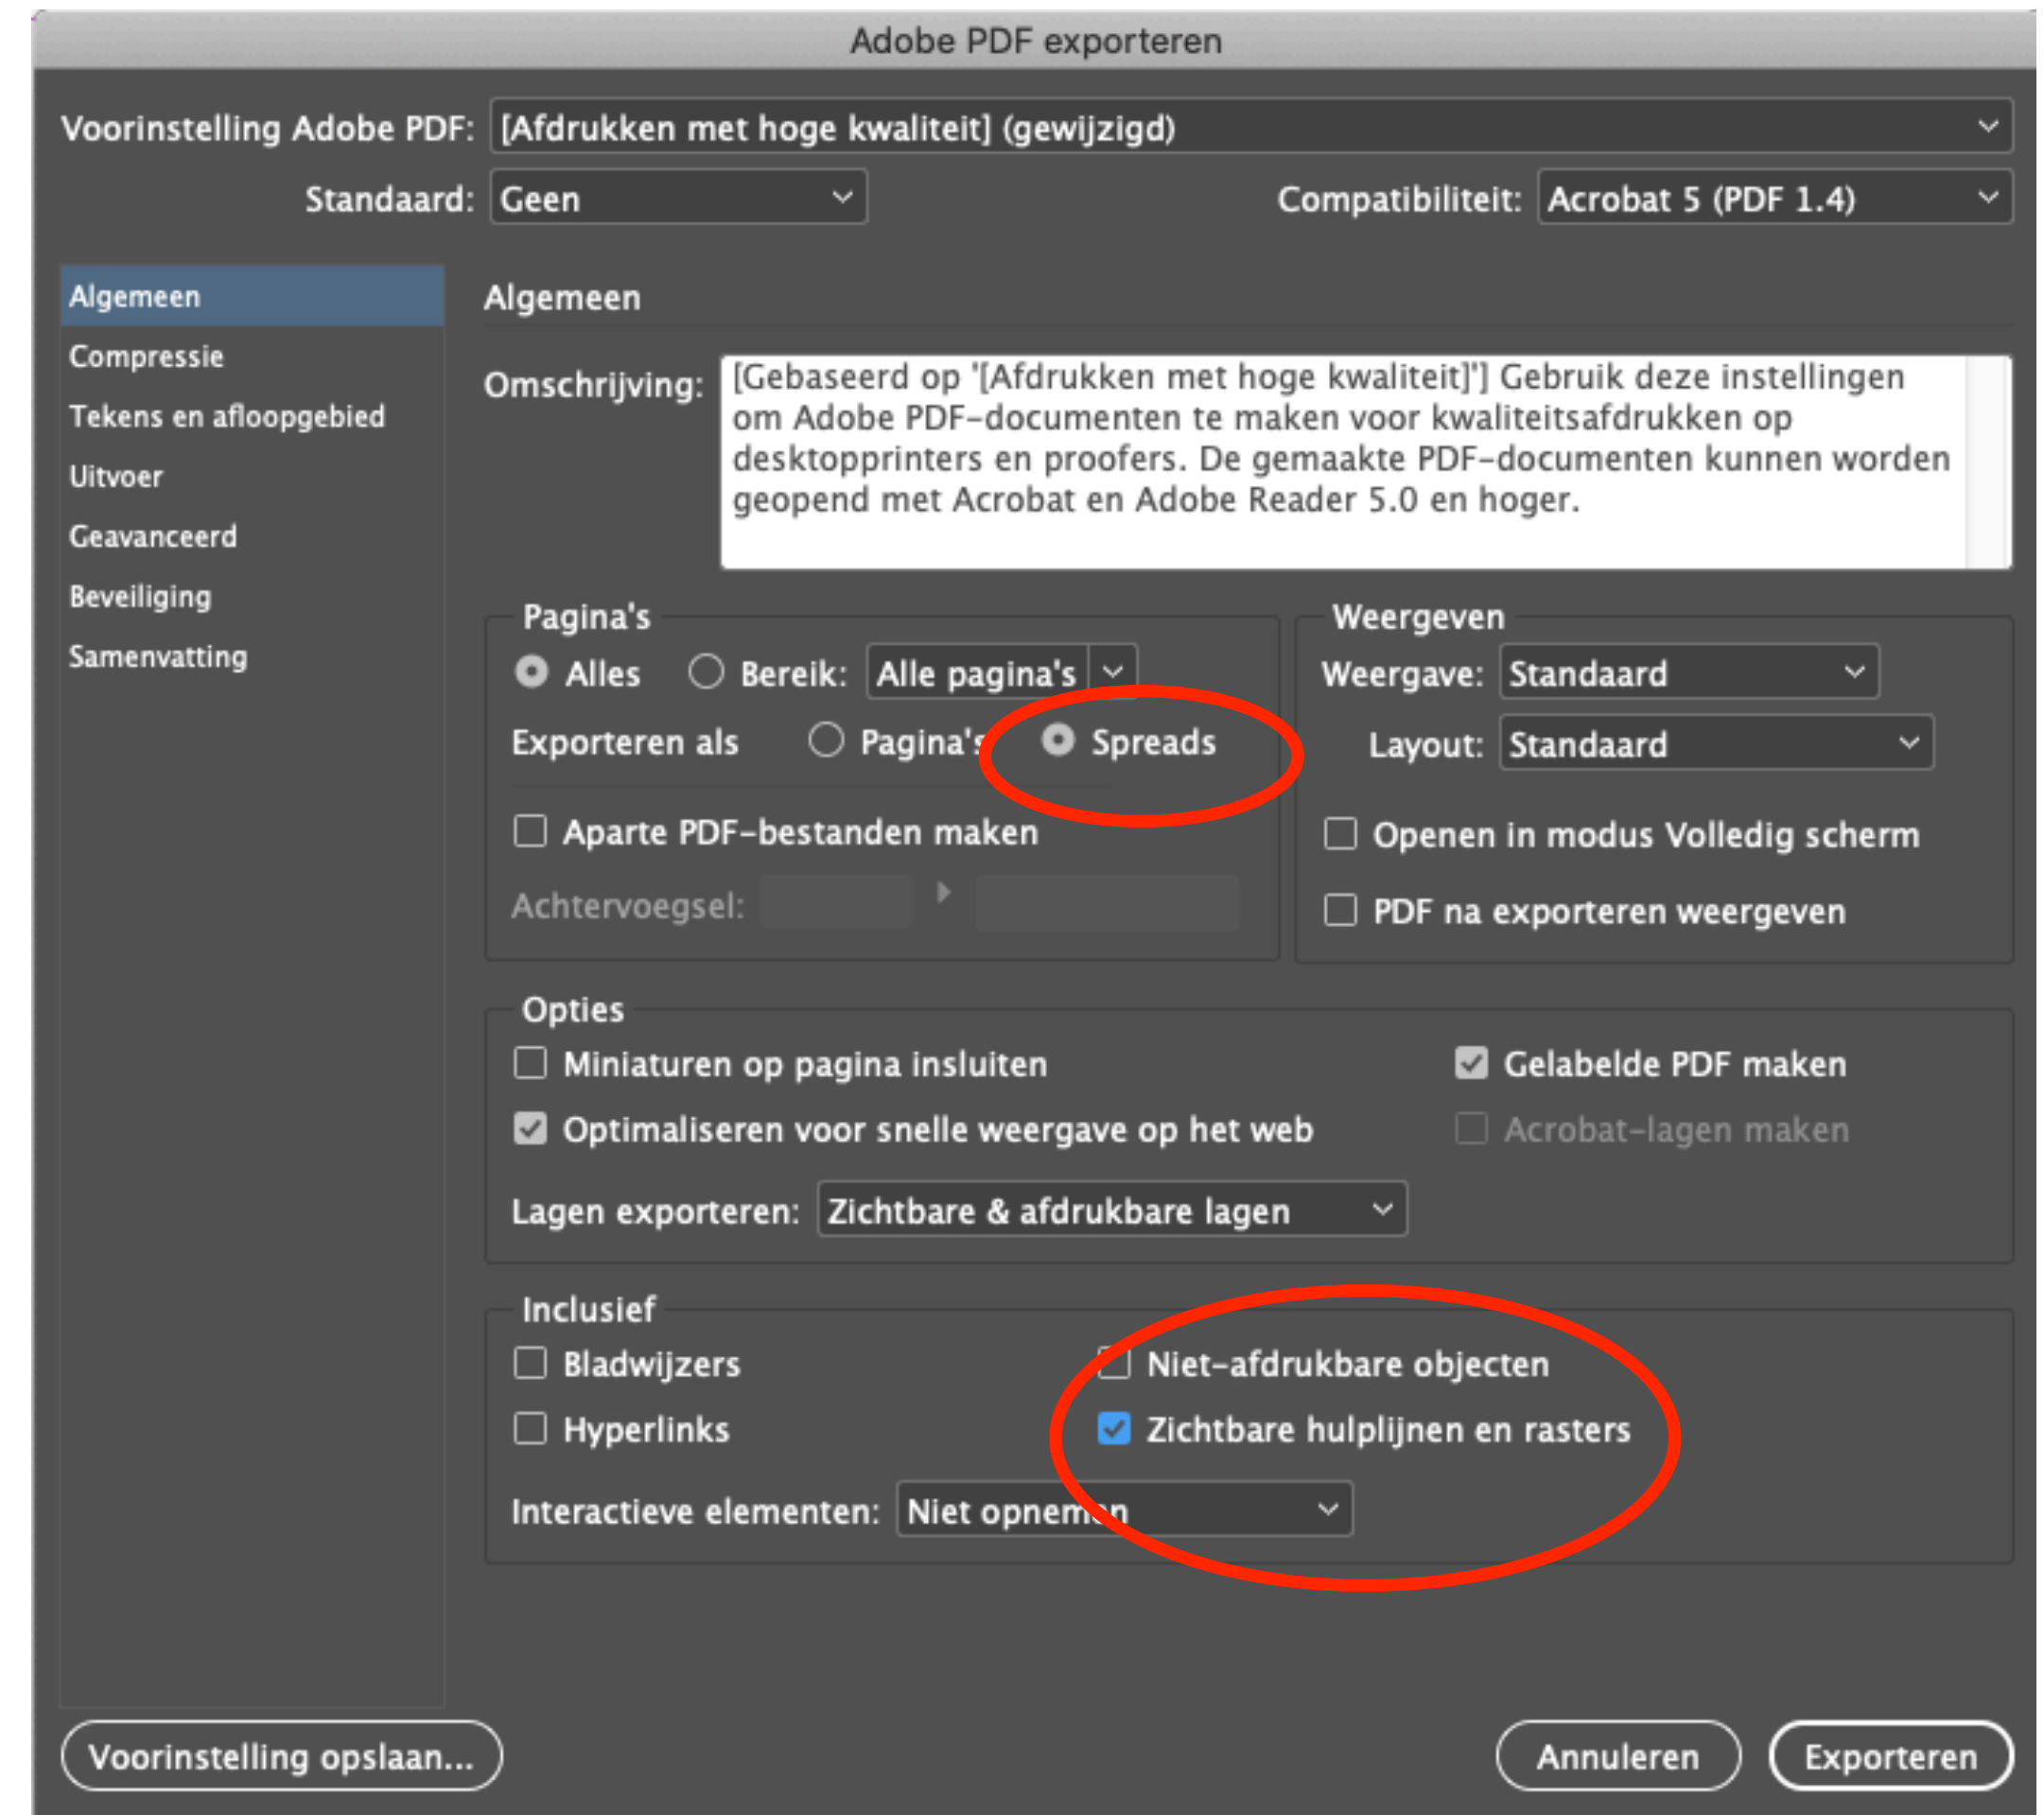 Adobe PDF exporteren
Voorinstelling Adobe PDF: [Afdrukken met hoge kwaliteit] (gewijzigd)
Standaard: Geen Compatibiliteit: Acrobat 5 (PDF 1.4)
Algemeen
Compressie
Tekens en afloopgebied
Uitvoer
Geavanceerd
Beveiliging
Samenvatting
Algemeen
Omschrijving: [Gebaseerd op '[Afdrukken met hoge kwaliteit]'] Gebruik deze instellingen
om Adobe PDF-documenten te maken voor kwaliteitsafdrukken op
desktopprinters en proofers. De gemaakte PDF-documenten kunnen worden
geopend met Acrobat en Adobe Reader 5.0 en hoger.
Pagina's
Alles Bereik: Alle pagina's
Exporteren als Pagina's Spreads
Aparte PDF-bestanden maken
Achtervoegsel:
Weergeven
Weergave: Standaard
Layout: Standaard
Openen in modus Volledig scherm
PDF na exporteren weergeven
Opties
Miniaturen op pagina insluiten Gelabelde PDF maken
Optimaliseren voor snelle weergave op het web Acrobat-lagen maken
Lagen exporteren: Zichtbare & afdrukbare lagen
Inclusief
Bladwijzers Niet-afdrukbare objecten
Hyperlinks Zichtbare hulplijnen en rasters
Interactieve elementen: Niet opnemen
Voorinstelling opslaan... Annuleren Exporteren